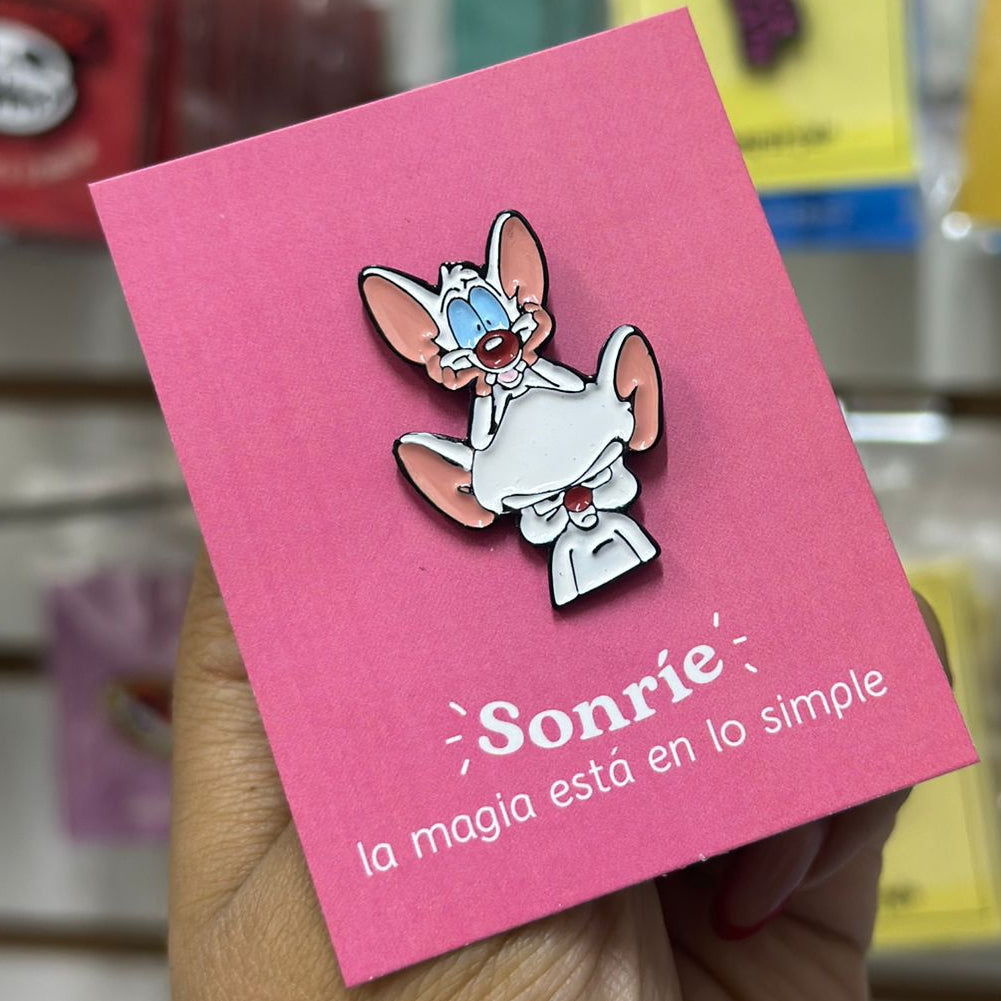 Sonríe
la magia está en lo simple